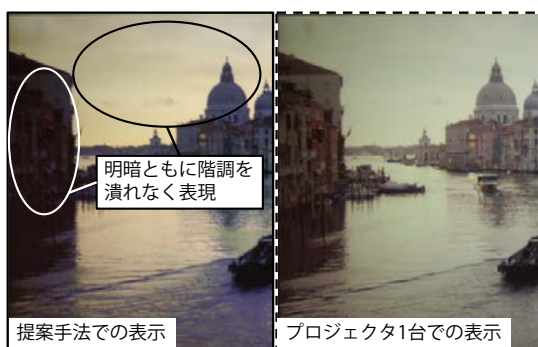 明暗ともに階調を
潰れなく表現
提案手法での表示
プロジェクタ1台での表示